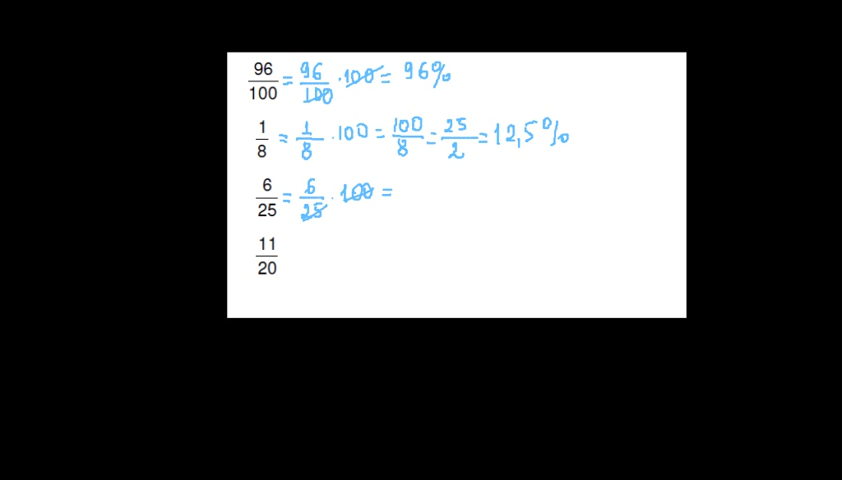 96/100 = 96/100 · 100 = 96%
1/8 = 1/8 · 100 = 100/8 = 25/2 = 12,5%
6/25 = 6/25 · 100 =
11/20